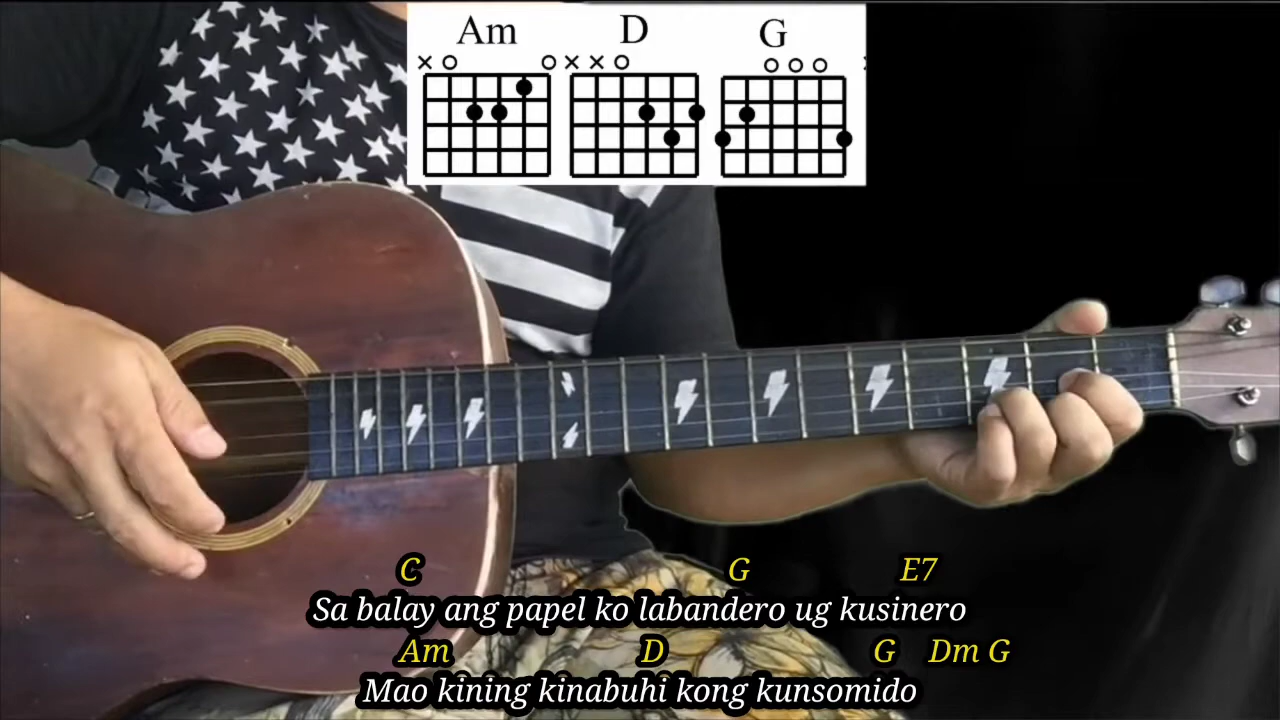 Am D G
C G E7
Sa balay ang papel ko labandero ug kusinero
Am D G Dm G
Mao kining kinabuhi kong kunsomido